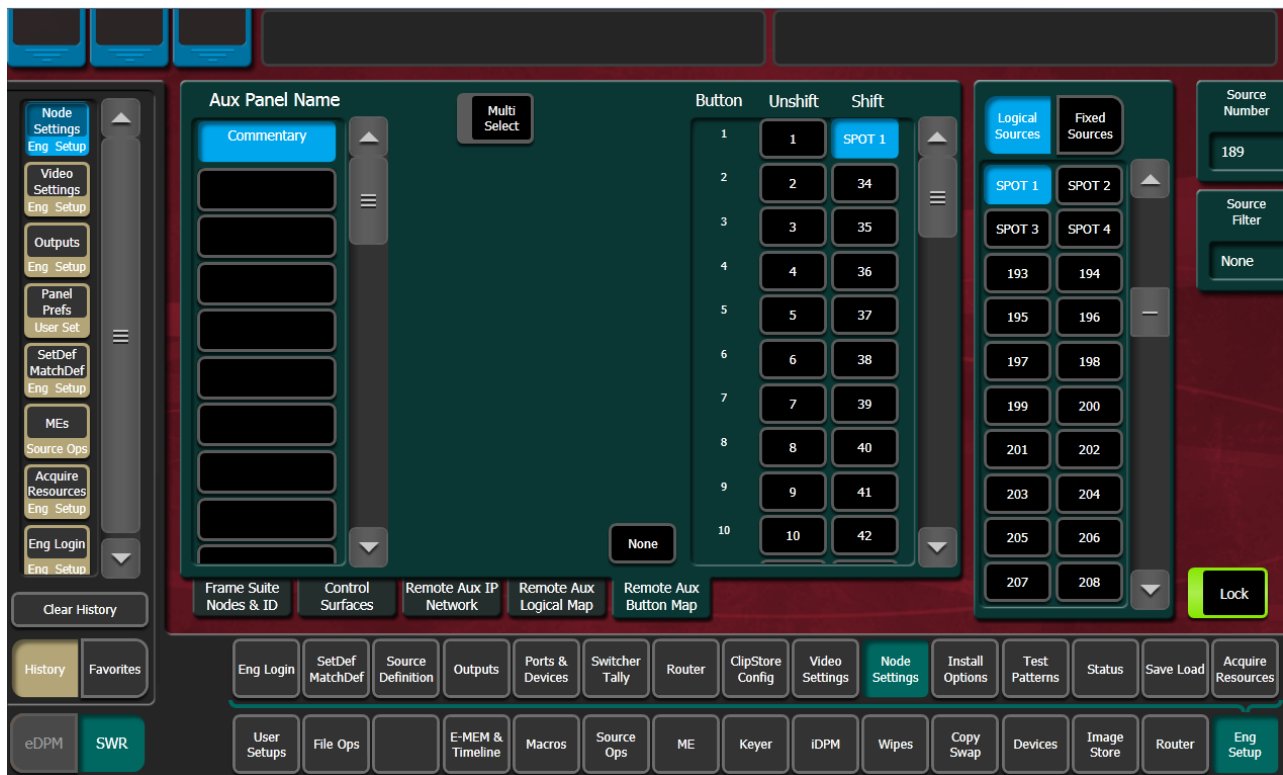 Node
Settings
Eng Setup
Video
Settings
Eng Setup
Outputs
Eng Setup
Panel
Prefs
User Set
SetDef
MatchDef
Eng Setup
MEs
Source Ops
Acquire
Resources
Eng Setup
Eng Login
Eng Setup
Clear History
History Favorites
eDPM SWR
Aux Panel Name
Commentary
Multi
Select
None
Button Unshift Shift
1 1 SPOT 1
2 2 34
3 3 35
4 4 36
5 5 37
6 6 38
7 7 39
8 8 40
9 9 41
10 10 42
Logical
Sources
Fixed
Sources
SPOT 1 SPOT 2
SPOT 3 SPOT 4
193 194
195 196
197 198
199 200
201 202
203 204
205 206
207 208
Source
Number
189
Source
Filter
None
Lock
Frame Suite
Nodes & ID
Control
Surfaces
Remote Aux IP
Network
Remote Aux
Logical Map
Remote Aux
Button Map
Eng Login
SetDef
MatchDef
Source
Definition
Outputs
Ports &
Devices
Switcher
Tally
Router
ClipStore
Config
Video
Settings
Node
Settings
Install
Options
Test
Patterns
Status
Save Load
Acquire
Resources
User
Setups
File Ops
E-MEM &
Timeline
Macros
Source
Ops
ME
Keyer
iDPM
Wipes
Copy
Swap
Devices
Image
Store
Router
Eng
Setup